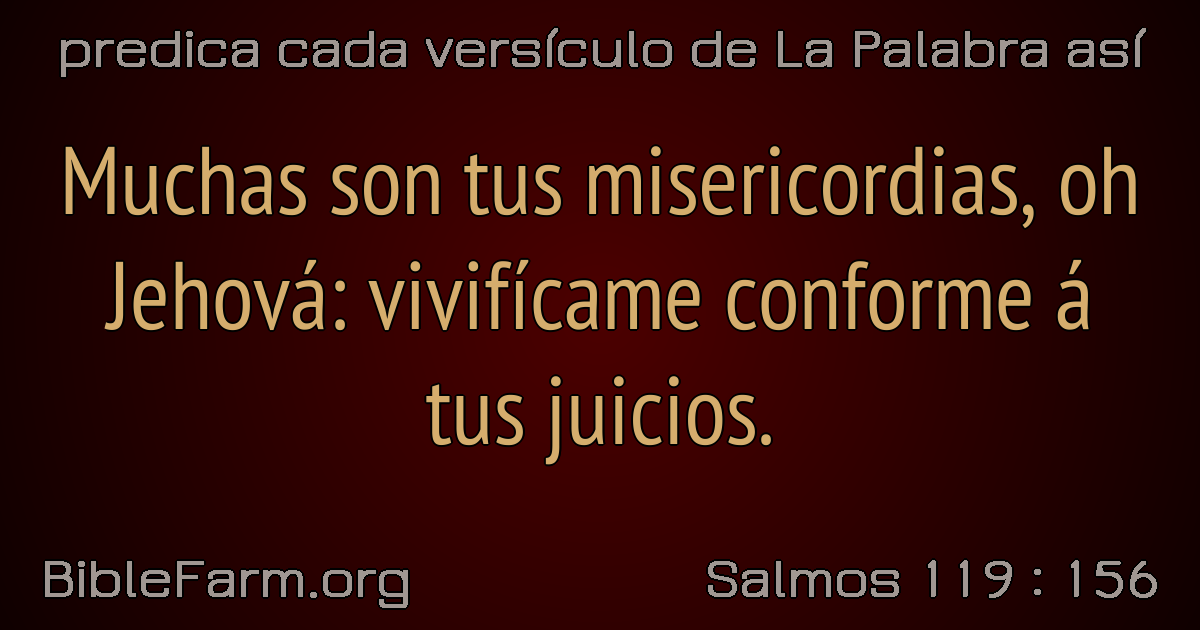 predica cada versículo de La Palabra así
Muchas son tus misericordias, oh
Jehová: vivifícame conforme á
tus juicios.
BibleFarm.org
Salmos 119 : 156